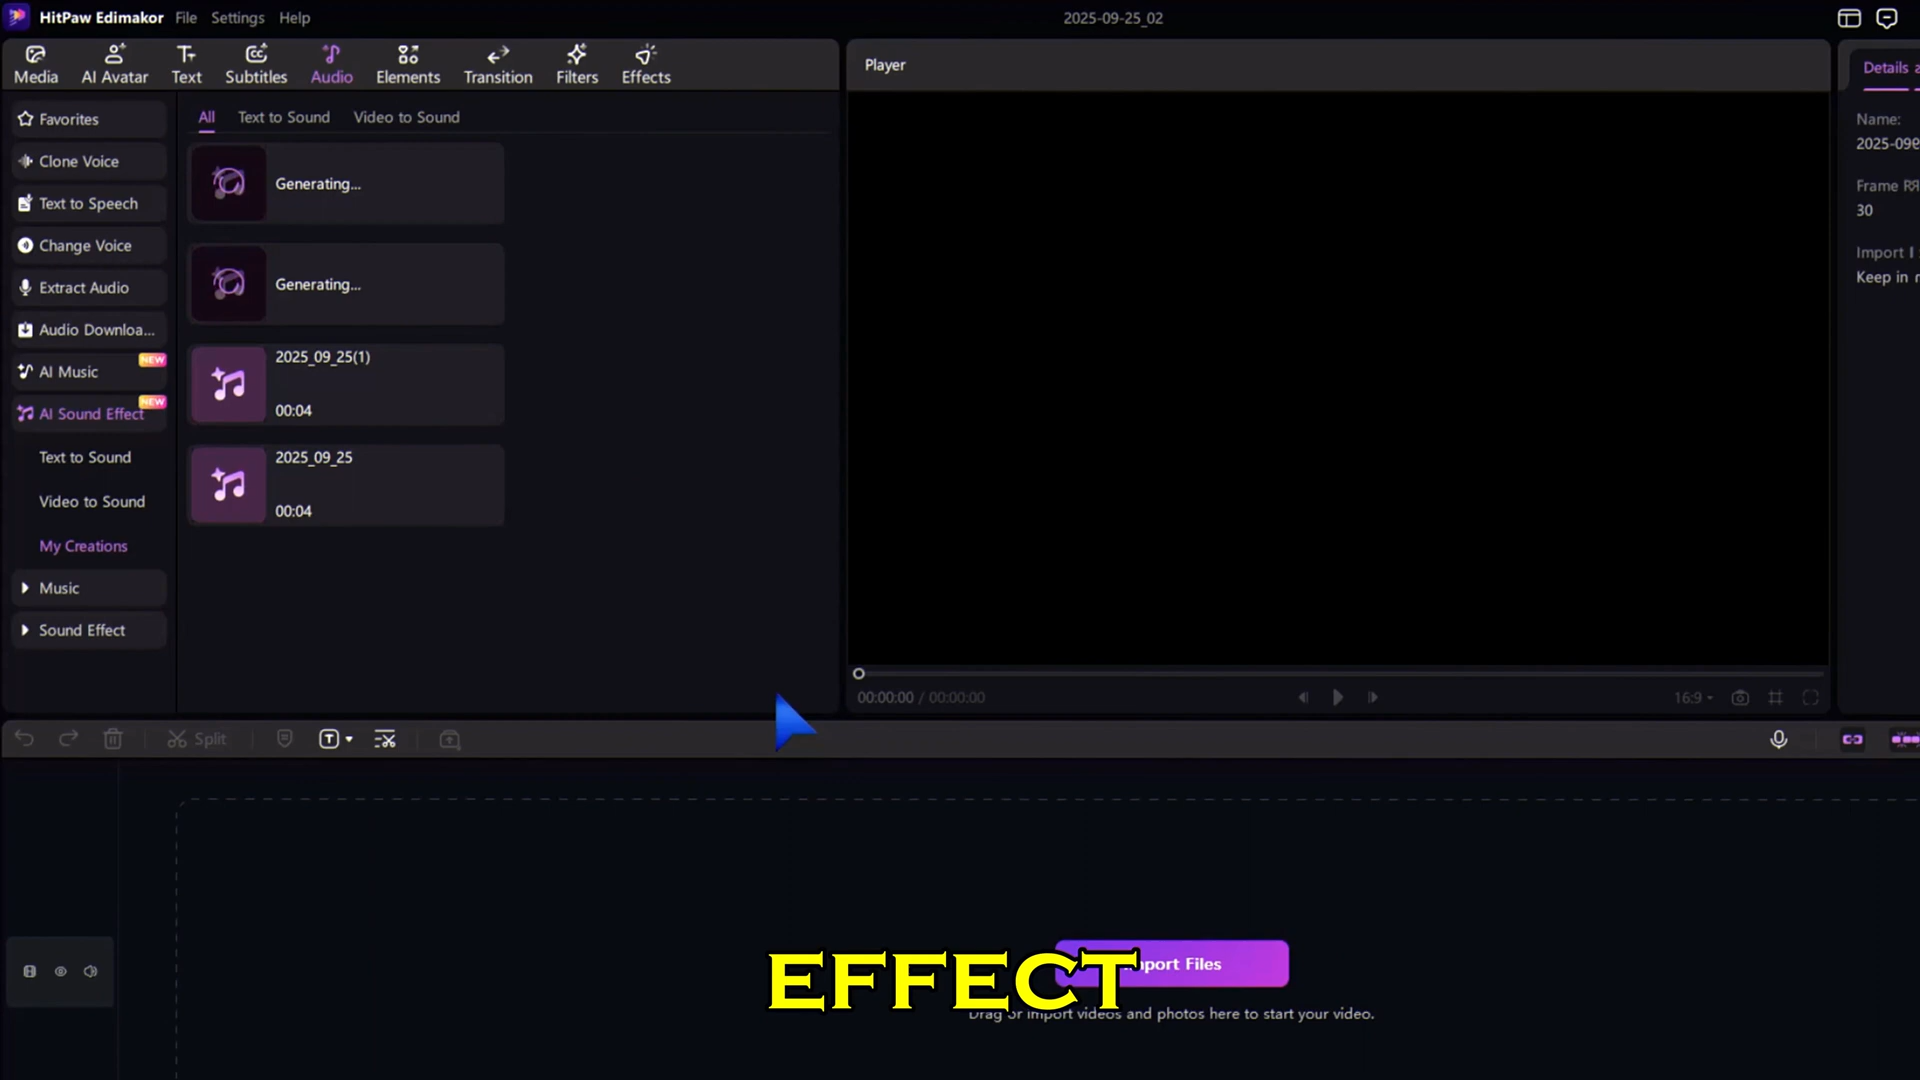 HitPaw Edimakor File Settings Help
2025-09-25_02
Media AI Avatar Text Subtitles Audio Elements Transition Filters Effects
Favorites
Clone Voice
Text to Speech
Change Voice
Extract Audio
Audio Downloa...
AI Music NEW
AI Sound Effect NEW
Text to Sound
Video to Sound
My Creations
Music
Sound Effect
All Text to Sound Video to Sound
Generating...
Generating...
2025_09_25(1)
00:04
2025_09_25
00:04
Player
00:00:00 / 00:00:00
16:9
Details
Name:
Frame
30
Import
Keep in
Split
Import Files
EFFECT
Drag or import videos and photos here to start your video.